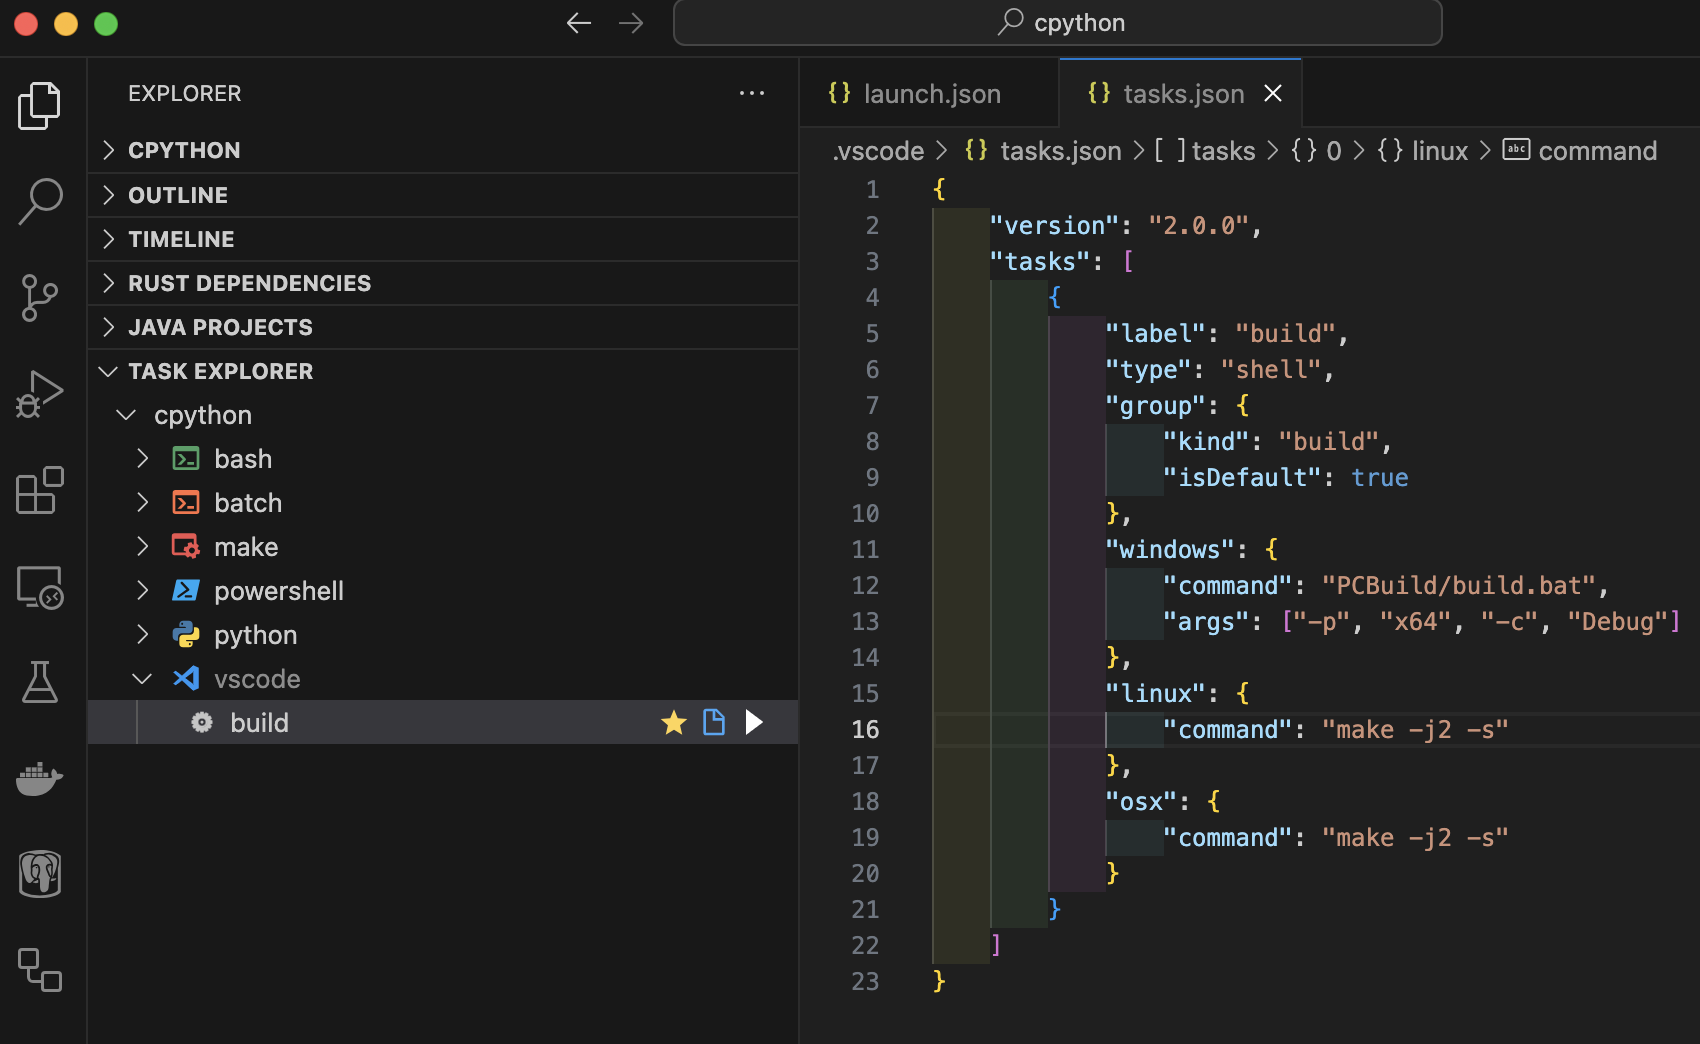 cpython
EXPLORER
CPYTHON
OUTLINE
TIMELINE
RUST DEPENDENCIES
JAVA PROJECTS
TASK EXPLORER
cpython
bash
batch
make
powershell
python
vscode
build
{} launch.json
{} tasks.json
.vscode > {} tasks.json > [ ] tasks > {} 0 > {} linux > abc command
1 {
2 "version": "2.0.0",
3 "tasks": [
4 {
5 "label": "build",
6 "type": "shell",
7 "group": {
8 "kind": "build",
9 "isDefault": true
10 },
11 "windows": {
12 "command": "PCBuild/build.bat",
13 "args": ["-p", "x64", "-c", "Debug"]
14 },
15 "linux": {
16 "command": "make -j2 -s"
17 },
18 "osx": {
19 "command": "make -j2 -s"
20 }
21 }
22 ]
23 }